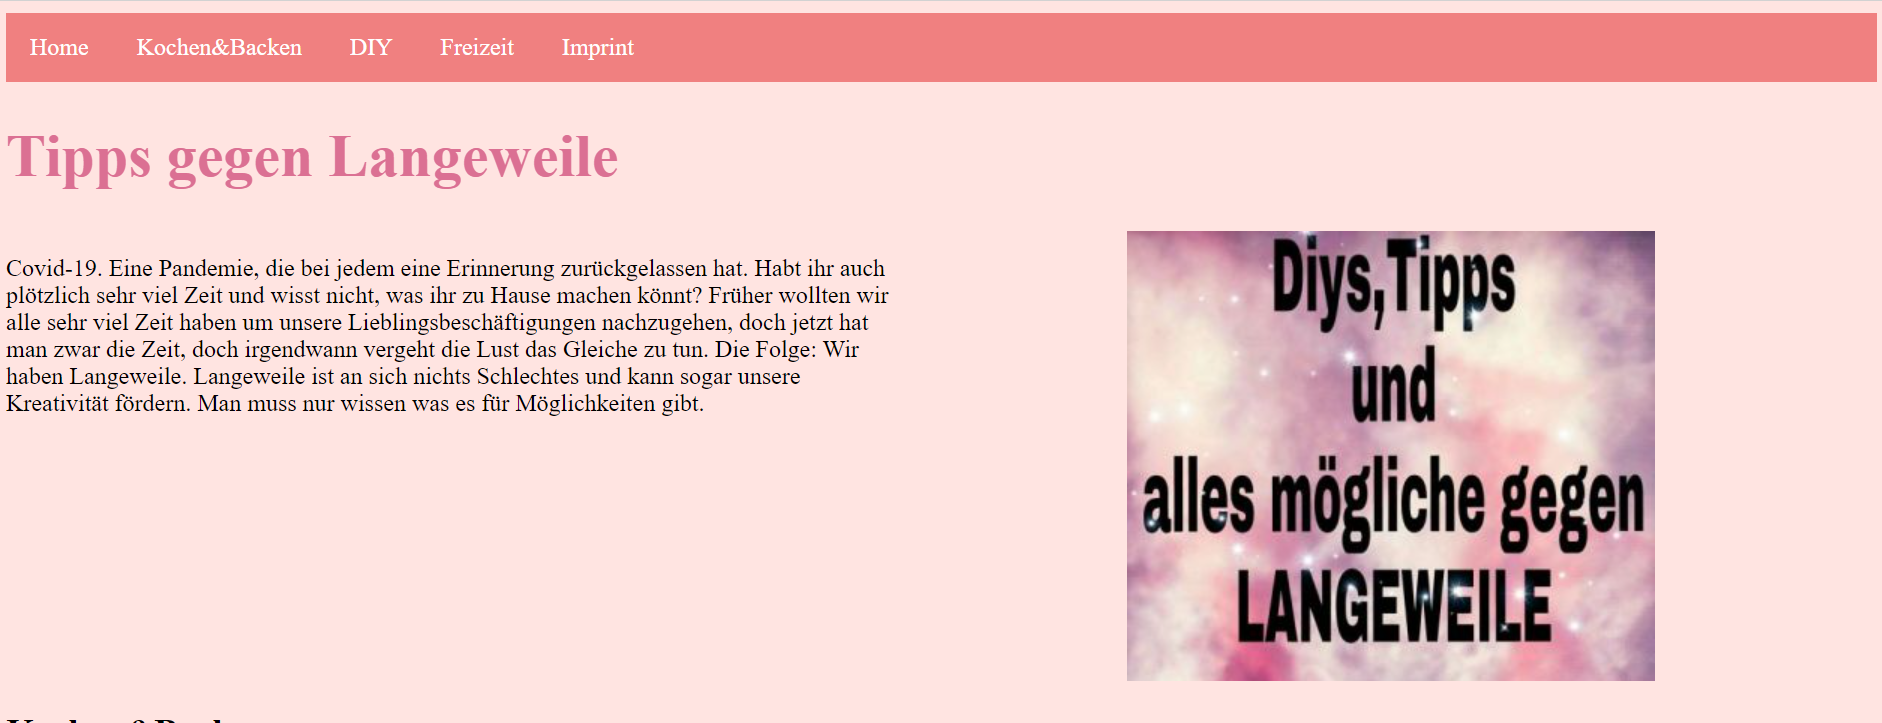 Home Kochen&Backen DIY Freizeit Imprint
Tipps gegen Langeweile
Covid-19. Eine Pandemie, die bei jedem eine Erinnerung zurückgelassen hat. Habt ihr auch
plötzlich sehr viel Zeit und wisst nicht, was ihr zu Hause machen könnt? Früher wollten wir
alle sehr viel Zeit haben um unsere Lieblingsbeschäftigungen nachzugehen, doch jetzt hat
man zwar die Zeit, doch irgendwann vergeht die Lust das Gleiche zu tun. Die Folge: Wir
haben Langeweile. Langeweile ist an sich nichts Schlechtes und kann sogar unsere
Kreativität fördern. Man muss nur wissen was es für Möglichkeiten gibt.
Diys,Tipps
und
alles mögliche gegen
LANGEWEILE